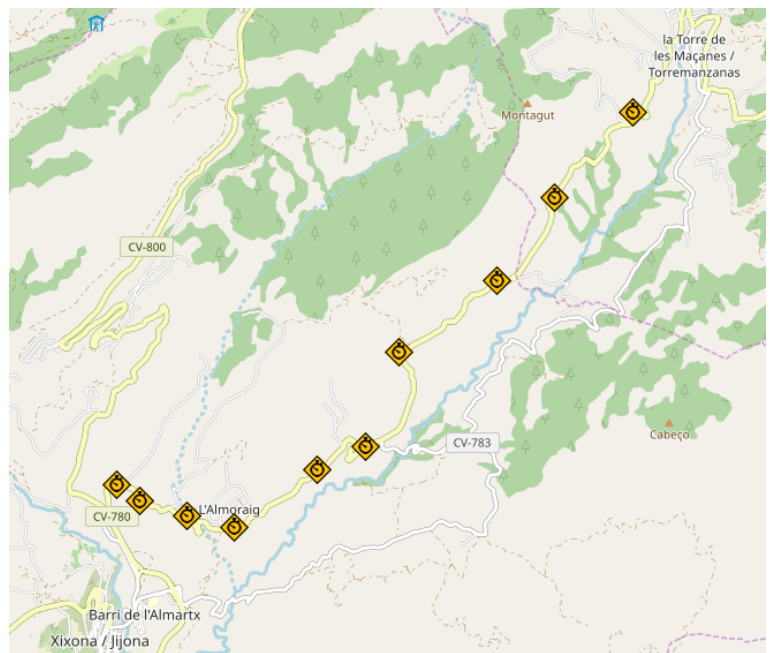 la Torre de
les Maçanes /
Torremanzanas
Montagut
CV-800
CV-783
Cabeço
L'Almoraig
CV-780
Barri de l'Almartx
Xixona / Jijona